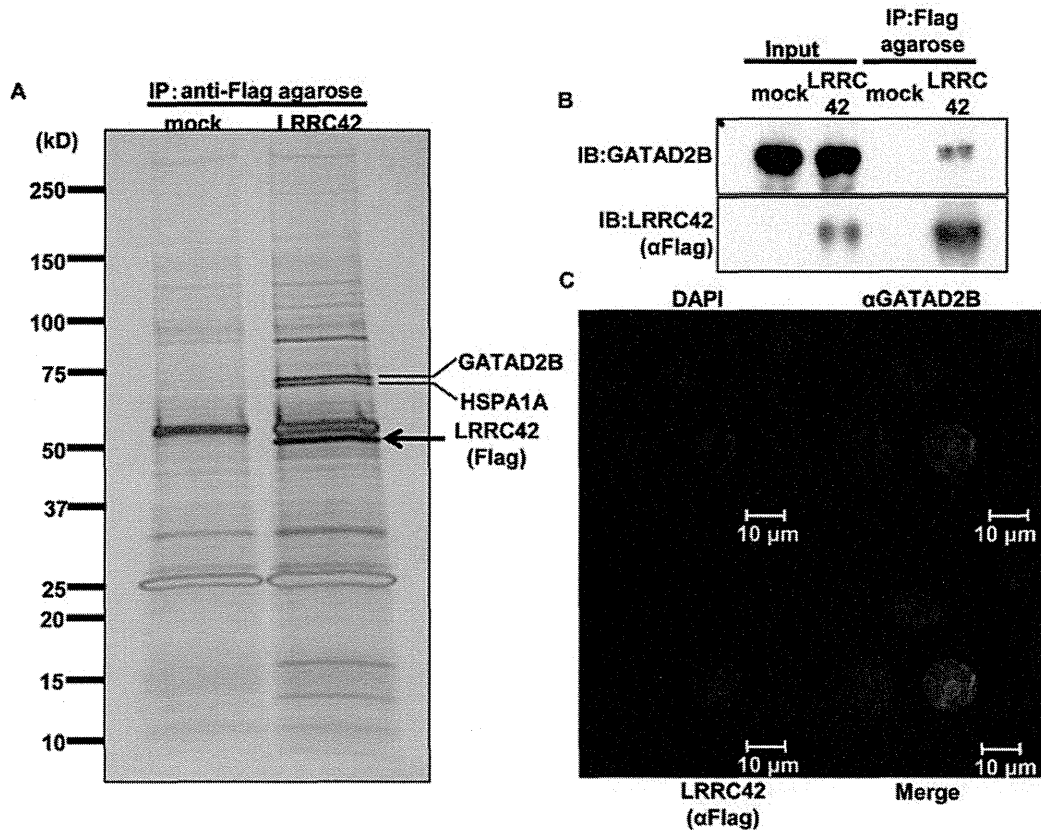 A
IP: anti-Flag agarose
mock LRRC42
(kD)
250
150
100
75
50
37
25
20
15
10
GATAD2B
HSPA1A
LRRC42
(Flag)
B
Input
IP:Flag
agarose
mock LRRC
42
mock LRRC
42
IB:GATAD2B
IB:LRRC42
(αFlag)
C
DAPI
αGATAD2B
10 µm
10 µm
10 µm
10 µm
LRRC42
(αFlag)
Merge